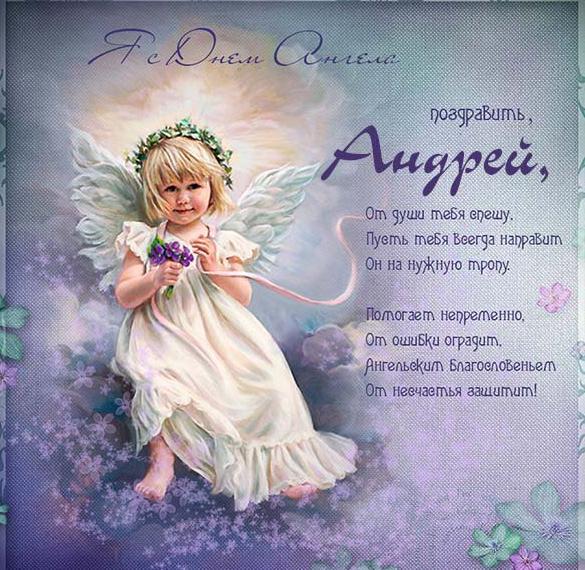 Я с Днем Ангела
поздравить,
Андрей,
От души тебя спешу.
Пусть тебя всегда направит
Он на нужную тропу.
Помогает непременно,
От ошибки оградит,
Ангельским благословеньем
От несчастья защитит!